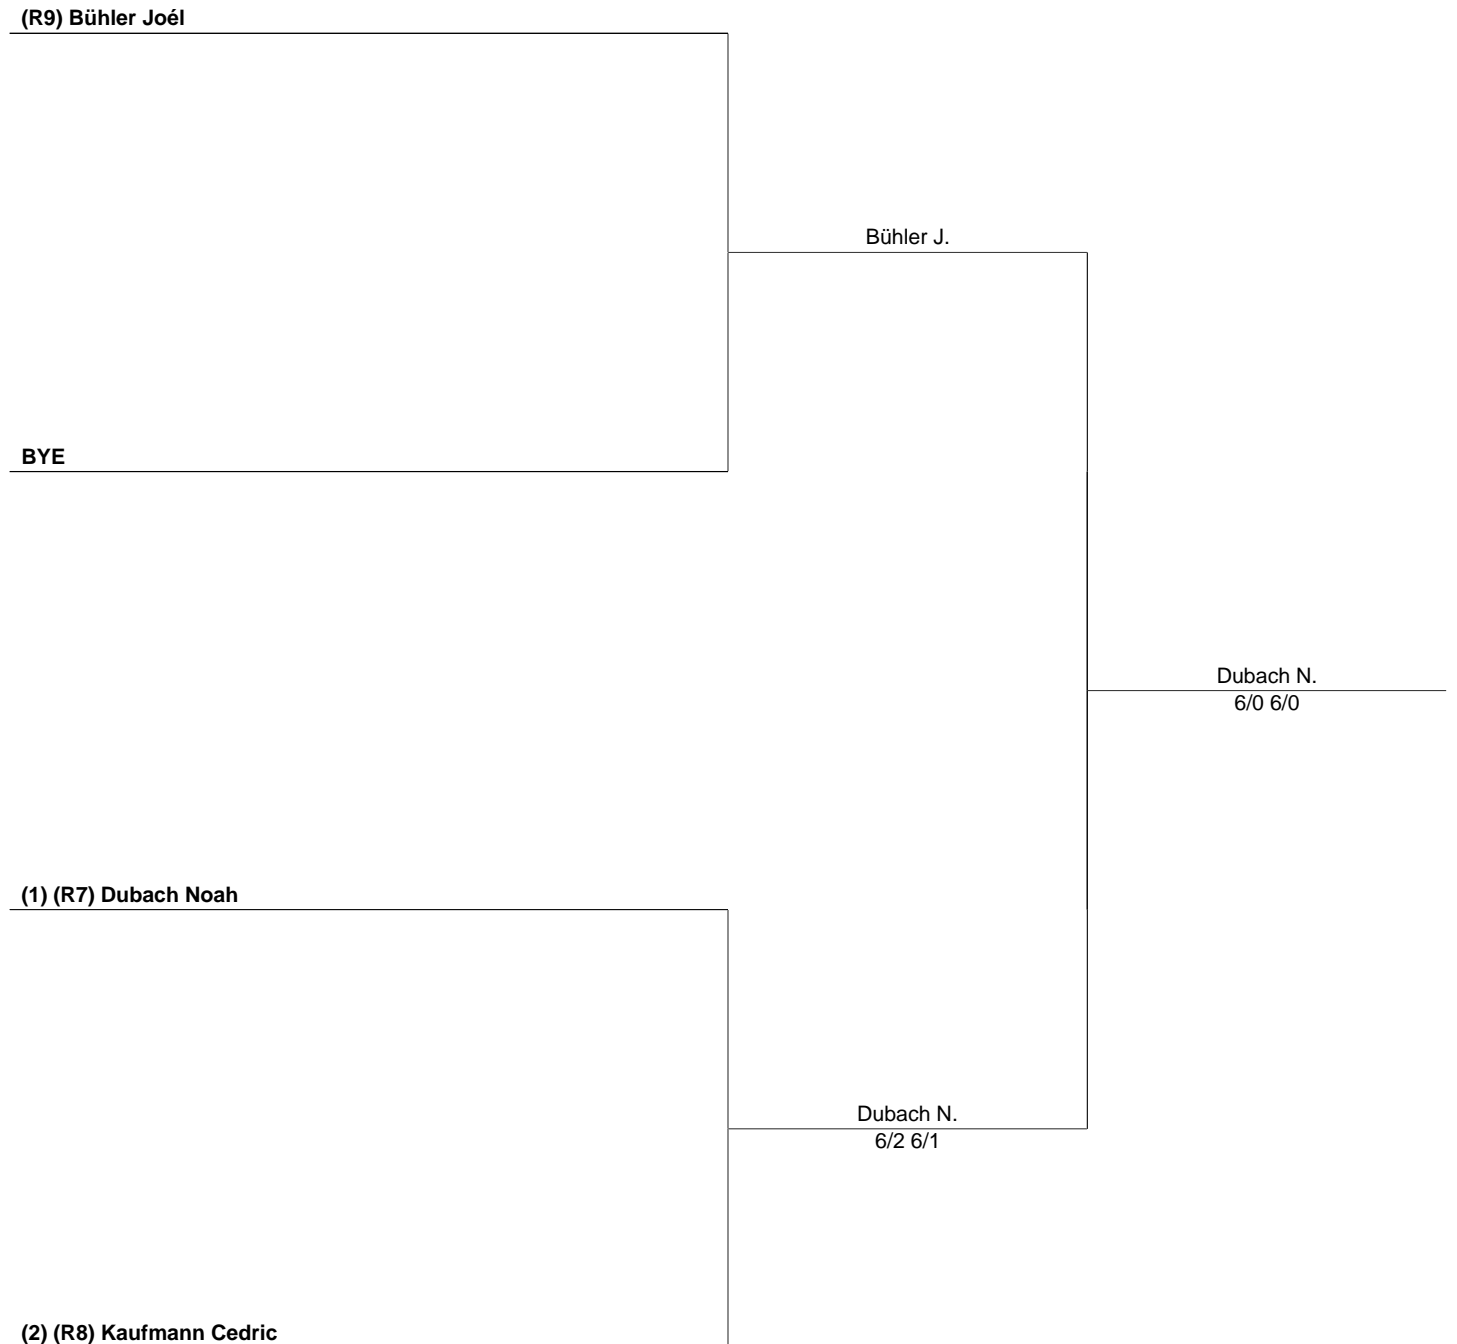 (R9) Bühler Joél
Bühler J.
BYE
Dubach N.
6/0 6/0
(1) (R7) Dubach Noah
Dubach N.
6/2 6/1
(2) (R8) Kaufmann Cedric